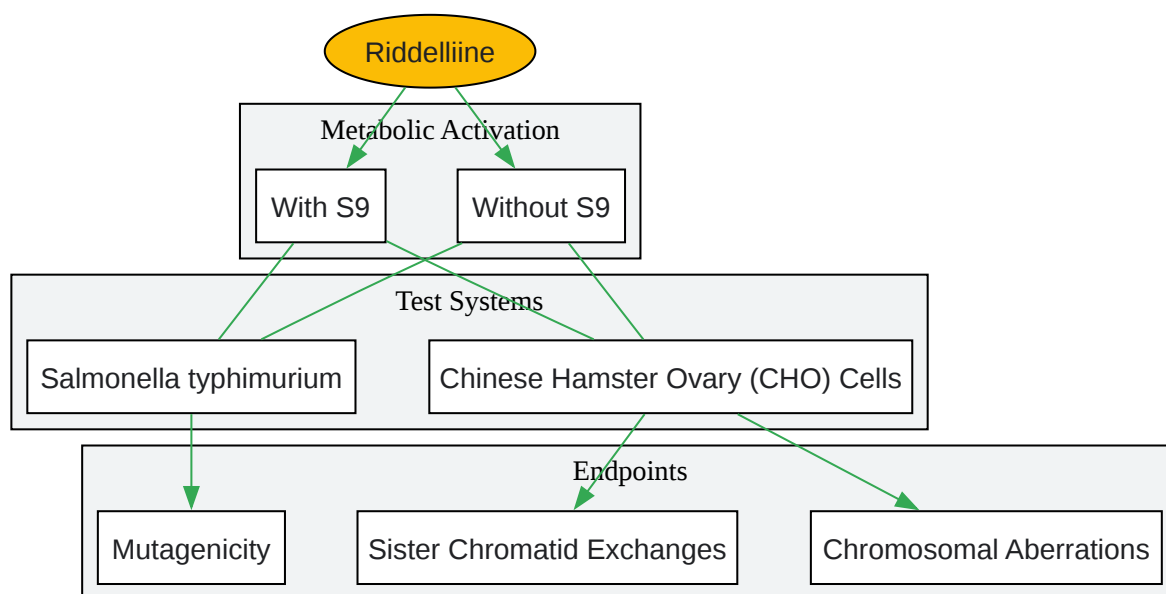 Riddelliine
Metabolic Activation
With S9
Without S9
Test Systems
Salmonella typhimurium
Chinese Hamster Ovary (CHO) Cells
Endpoints
Mutagenicity
Sister Chromatid Exchanges
Chromosomal Aberrations